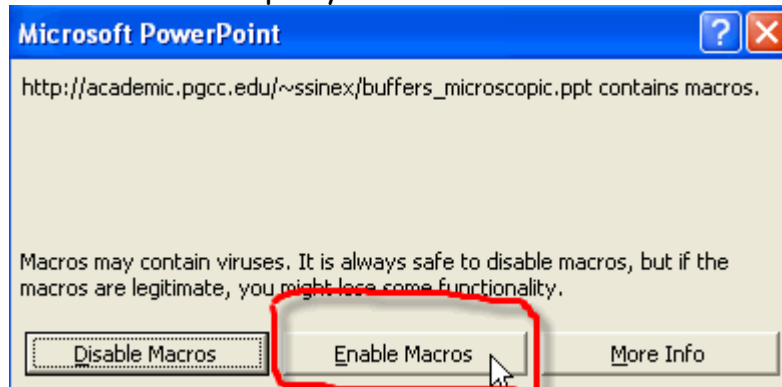 Microsoft PowerPoint
http://academic.pgcc.edu/~ssinex/buffers_microscopic.ppt contains macros.
Macros may contain viruses. It is always safe to disable macros, but if the
macros are legitimate, you might lose some functionality.
Disable Macros Enable Macros More Info